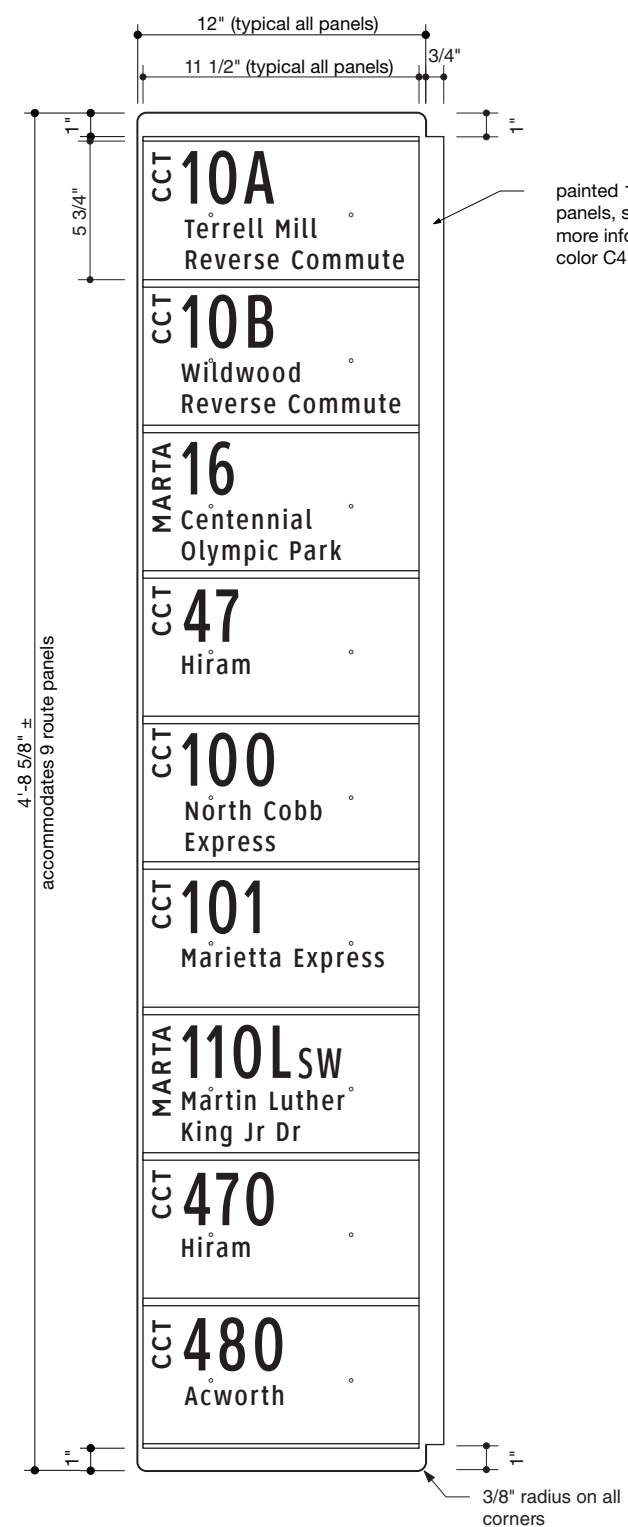 12" (typical all panels)
11 1/2" (typical all panels)
3/4"
1"
1"
5 3/4"
painted 1
panels, s
more info
color C4
4'-8 5/8" ±
accommodates 9 route panels
CCT
10A
Terrell Mill
Reverse Commute
CCT
10B
Wildwood
Reverse Commute
MARTA
16
Centennial
Olympic Park
CCT
47
Hiram
CCT
100
North Cobb
Express
CCT
101
Marietta Express
MARTA
110L SW
Martin Luther
King Jr Dr
CCT
470
Hiram
CCT
480
Acworth
1"
1"
3/8" radius on all
corners